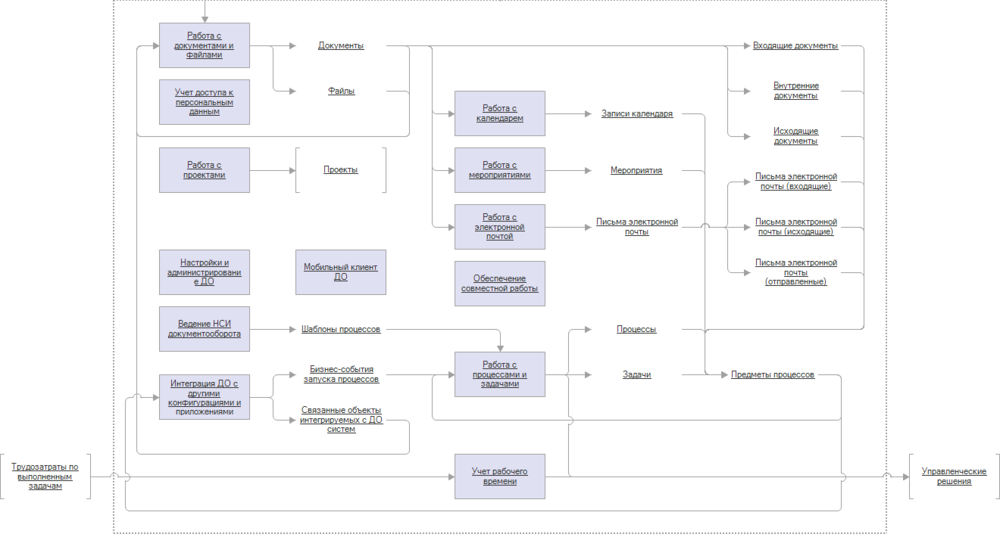 Работа с
документами и
файлами
Документы
Входящие документы
Учет доступа к
персональным
данным
Файлы
Внутренние
документы
Работа с
календарем
Записи календаря
Исходящие
документы
Работа с
проектами
Проекты
Работа с
мероприятиями
Мероприятия
Письма электронной
почты (входящие)
Работа с
электронной
почтой
Письма электронной
почты
Письма электронной
почты (исходящие)
Настройки и
администрировани
е ДО
Мобильный клиент
ДО
Обеспечение
совместной работы
Письма электронной
почты
(отправленные)
Ведение НСИ
документооборота
Шаблоны процессов
Процессы
Интеграция ДО с
другими
конфигурациями и
приложениями
Бизнес-события
запуска процессов
Работа с
процессами и
задачами
Задачи
Предметы процессов
Связанные объекты
интегрируемых с ДО
систем
Трудозатраты по
выполненным
задачам
Учет рабочего
времени
Управленческие
решения